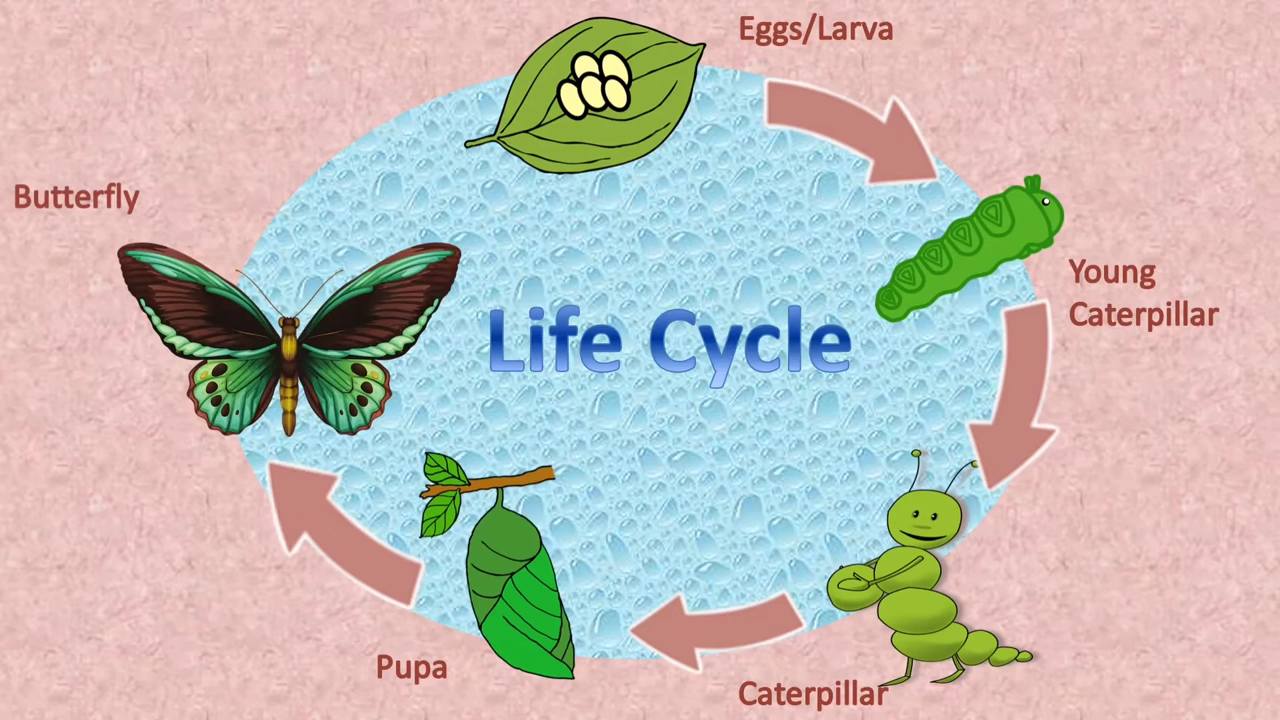 Eggs/Larva
Butterfly
Young
Caterpillar
Life Cycle
Pupa
Caterpillar